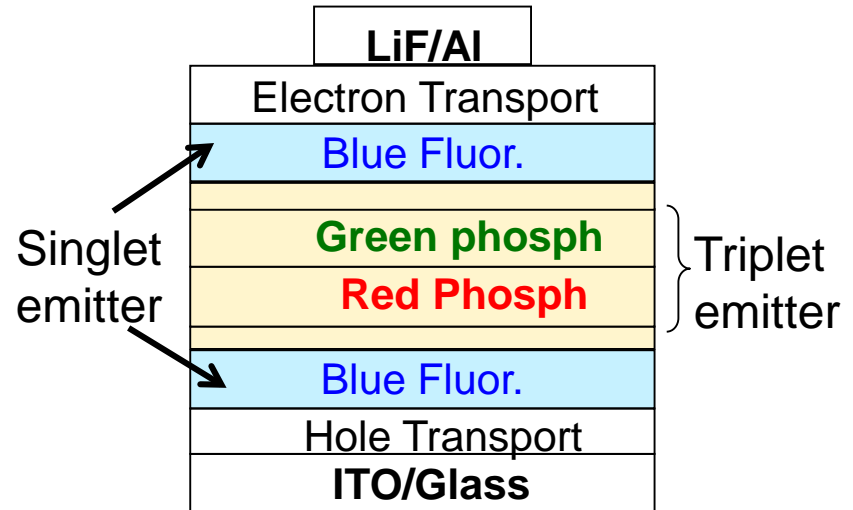 LiF/Al
Electron Transport
Blue Fluor.
Singlet
emitter
Green phosph
Red Phosph
Triplet
emitter
Blue Fluor.
Hole Transport
ITO/Glass